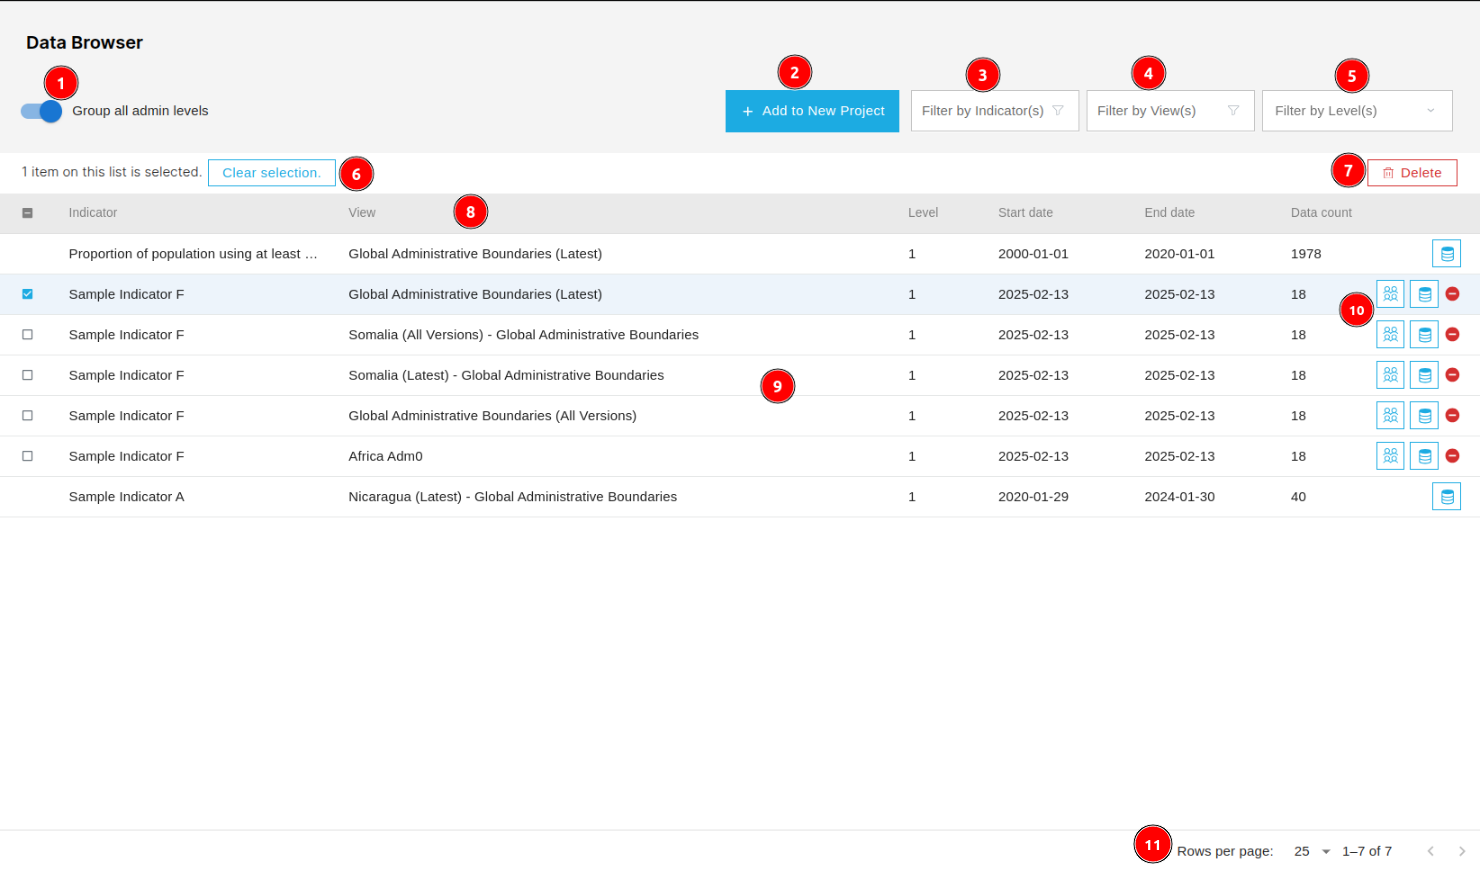 Data Browser
1 2 3 4 5
Group all admin levels + Add to New Project Filter by Indicator(s) Filter by View(s) Filter by Level(s)
1 item on this list is selected. Clear selection. 6 7 Delete
Indicator View 8 Level Start date End date Data count
Proportion of population using at least ... Global Administrative Boundaries (Latest) 1 2000-01-01 2020-01-01 1978
Sample Indicator F Global Administrative Boundaries (Latest) 1 2025-02-13 2025-02-13 18
10
Sample Indicator F Somalia (All Versions) - Global Administrative Boundaries 1 2025-02-13 2025-02-13 18
Sample Indicator F Somalia (Latest) - Global Administrative Boundaries 1 2025-02-13 2025-02-13 18
9
Sample Indicator F Global Administrative Boundaries (All Versions) 1 2025-02-13 2025-02-13 18
Sample Indicator F Africa Adm0 1 2025-02-13 2025-02-13 18
Sample Indicator A Nicaragua (Latest) - Global Administrative Boundaries 1 2020-01-29 2024-01-30 40
11 Rows per page: 25 1–7 of 7